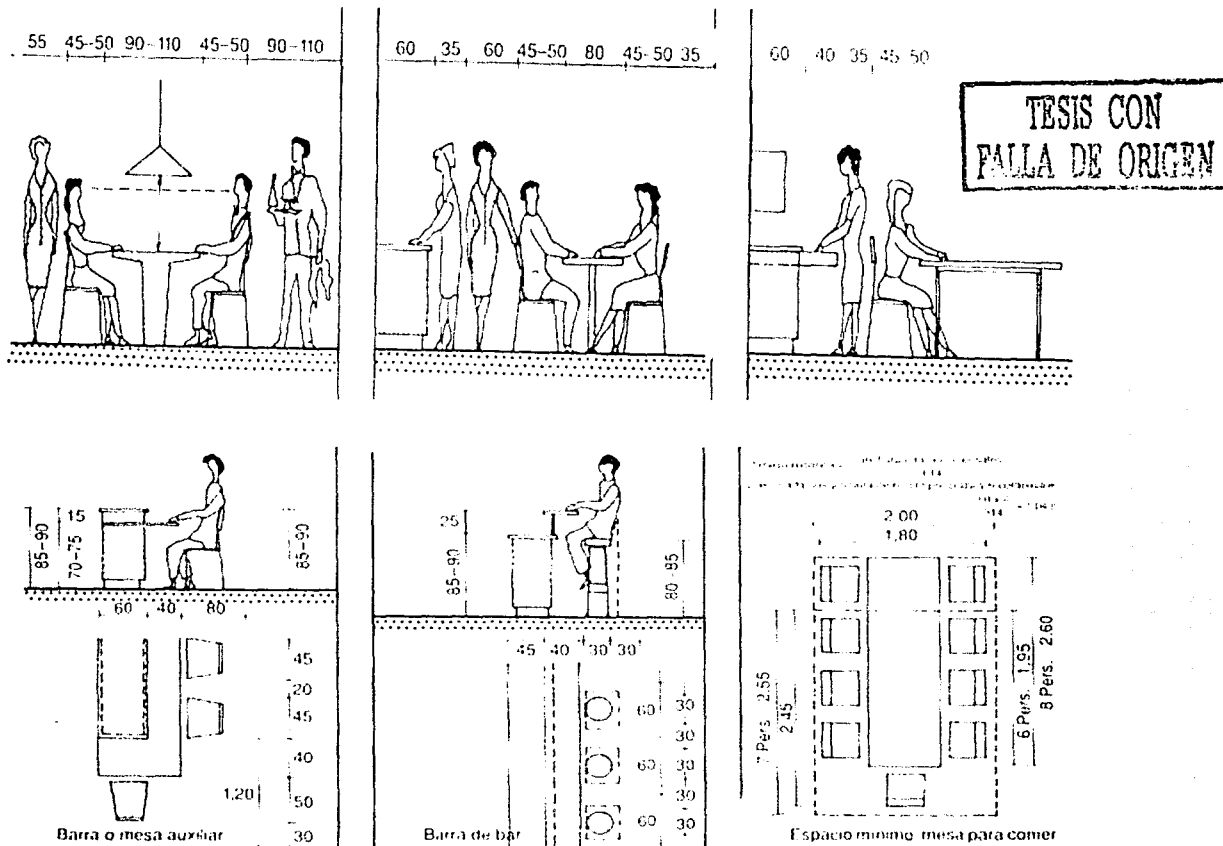 55 45-50 90-110 45-50 90-110
60 35 60 45-50 80 45-50 35
60 40 35 45-50
TESIS CON
FALLA DE ORIGEN
85-90
70-75
15
85-90
60 40 80
45
20
45
40
1,20
50
30
Barra o mesa auxiliar
25
85-90
80-85
45 40 30 30
60 30
30
60 30
30
60 30
Barra de bar
2.00
1,80
7 Pers. 2.55
2.45
6 Pers. 1.95
8 Pers. 2.60
Espacio mínimo mesa para comer